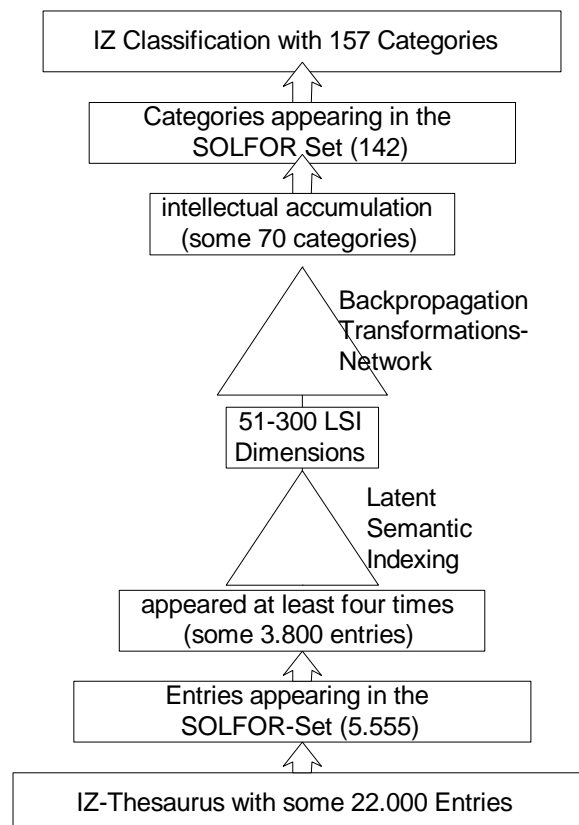 IZ Classification with 157 Categories
Categories appearing in the
SOLFOR Set (142)
intellectual accumulation
(some 70 categories)
Backpropagation
Transformations-
Network
51-300 LSI
Dimensions
Latent
Semantic
Indexing
appeared at least four times
(some 3.800 entries)
Entries appearing in the
SOLFOR-Set (5.555)
IZ-Thesaurus with some 22.000 Entries